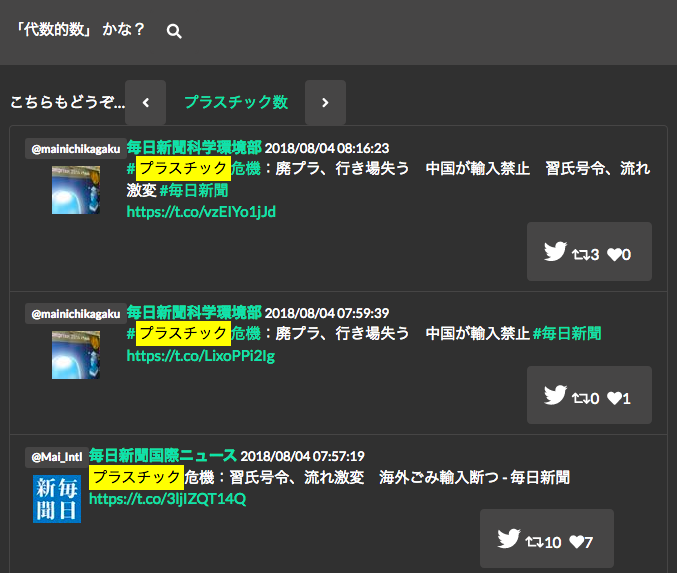 「代数的数」 かな？
こちらもどうぞ... プラスチック数
@mainichikagaku 毎日新聞科学環境部 2018/08/04 08:16:23
#プラスチック危機：廃プラ、行き場失う　中国が輸入禁止　習氏号令、流れ
激変 #毎日新聞
https://t.co/vzEIYo1jJd
3 0
@mainichikagaku 毎日新聞科学環境部 2018/08/04 07:59:39
#プラスチック危機：廃プラ、行き場失う　中国が輸入禁止 #毎日新聞
https://t.co/LixoPPi2Ig
0 1
@Mai_Intl 毎日新聞国際ニュース 2018/08/04 07:57:19
プラスチック危機：習氏号令、流れ激変　海外ごみ輸入断つ - 毎日新聞
毎日新聞
https://t.co/3ljIZQT14Q
10 7